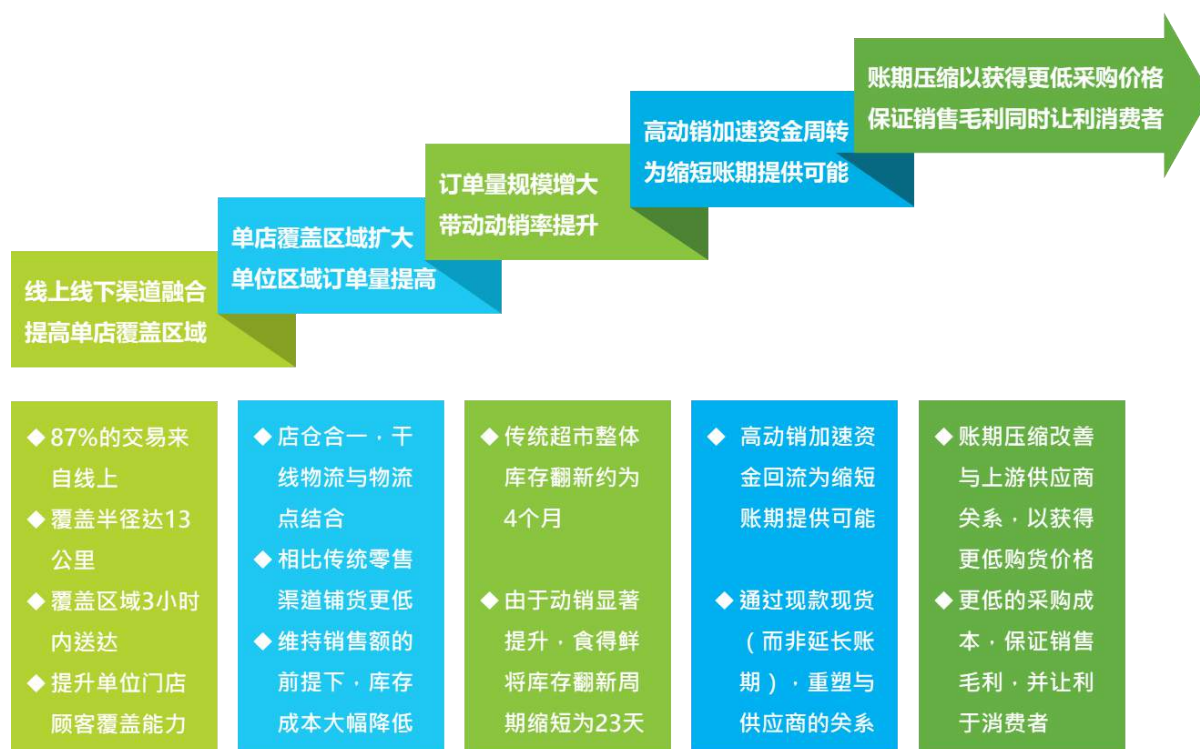 账期压缩以获得更低采购价格
保证销售毛利同时让利消费者
高动销加速资金周转
为缩短账期提供可能
订单量规模增大
带动动销率提升
单店覆盖区域扩大
单位区域订单量提高
线上线下渠道融合
提高单店覆盖区域
◆87%的交易来
自线上
◆覆盖半径达13
公里
◆覆盖区域3小时
内送达
◆提升单位门店
顾客覆盖能力
◆店仓合一，干
线物流与物流
点结合
◆相比传统零售
渠道铺货更低
◆维持销售额的
前提下，库存
成本大幅降低
◆传统超市整体
库存翻新约为
4个月
◆由于动销显著
提升，食得鲜
将库存翻新周
期缩短为23天
◆高动销加速资
金回流为缩短
账期提供可能
◆通过现款现货
（而非延长账
期），重塑与
供应商的关系
◆账期压缩改善
与上游供应商
关系，以获得
更低购货价格
◆更低的采购成
本，保证销售
毛利，并让利
于消费者